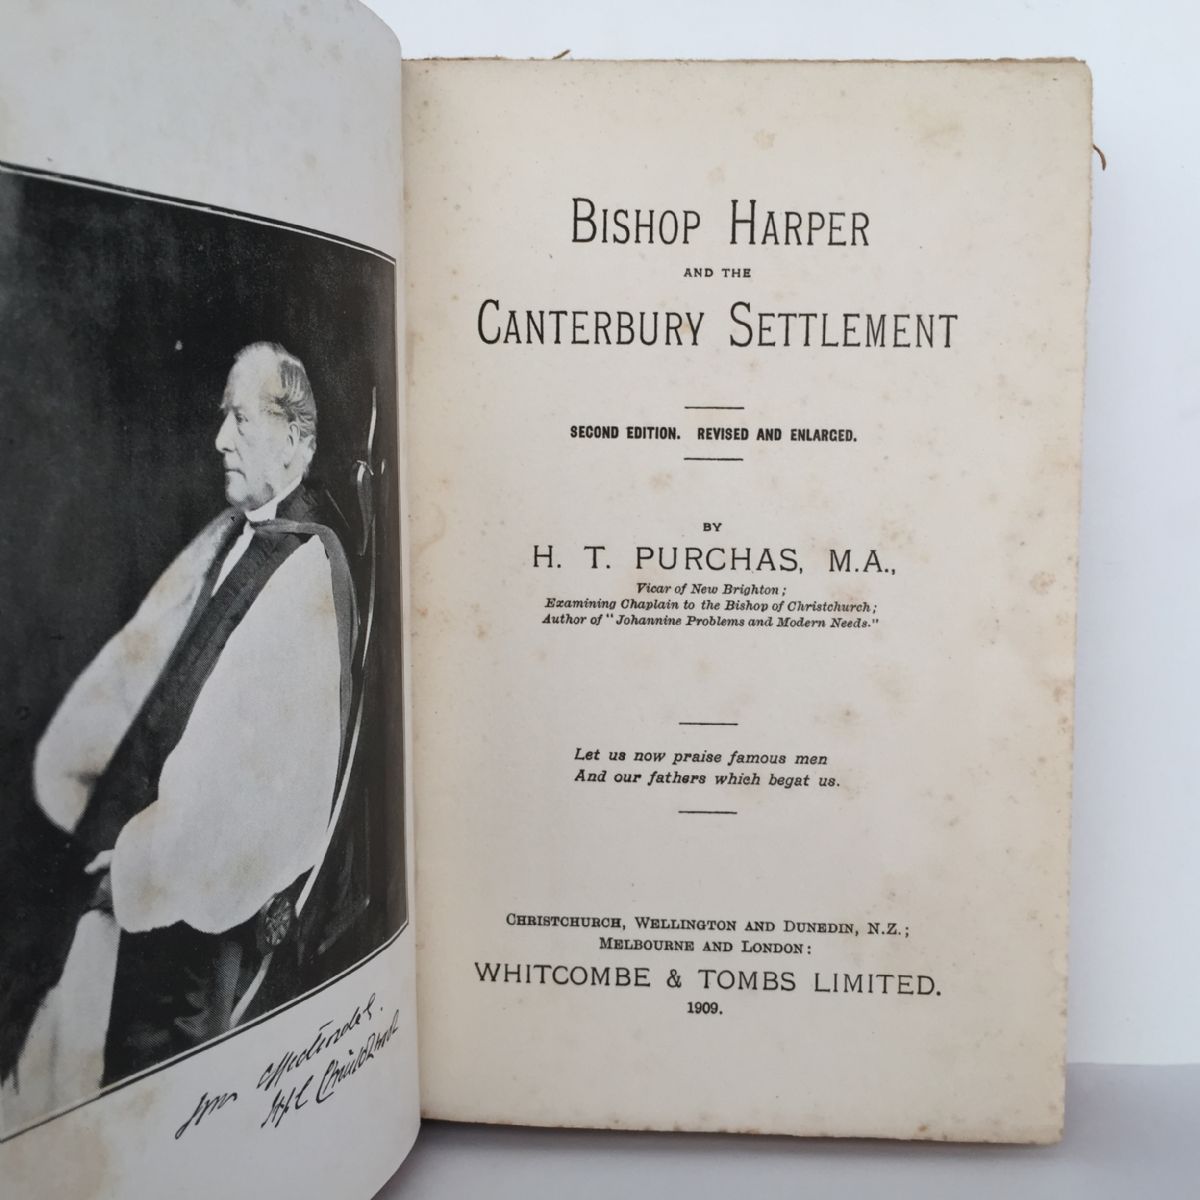 BISHOP HARPER
AND THE
CANTERBURY SETTLEMENT
SECOND EDITION. REVISED AND ENLARGED.
BY
H. T. PURCHAS, M.A.,
Vicar of New Brighton;
Examining Chaplain to the Bishop of Christchurch;
Author of "Johannine Problems and Modern Needs."
Let us now praise famous men
And our fathers which begat us.
CHRISTCHURCH, WELLINGTON AND DUNEDIN, N.Z.;
MELBOURNE AND LONDON:
WHITCOMBE & TOMBS LIMITED.
1909.